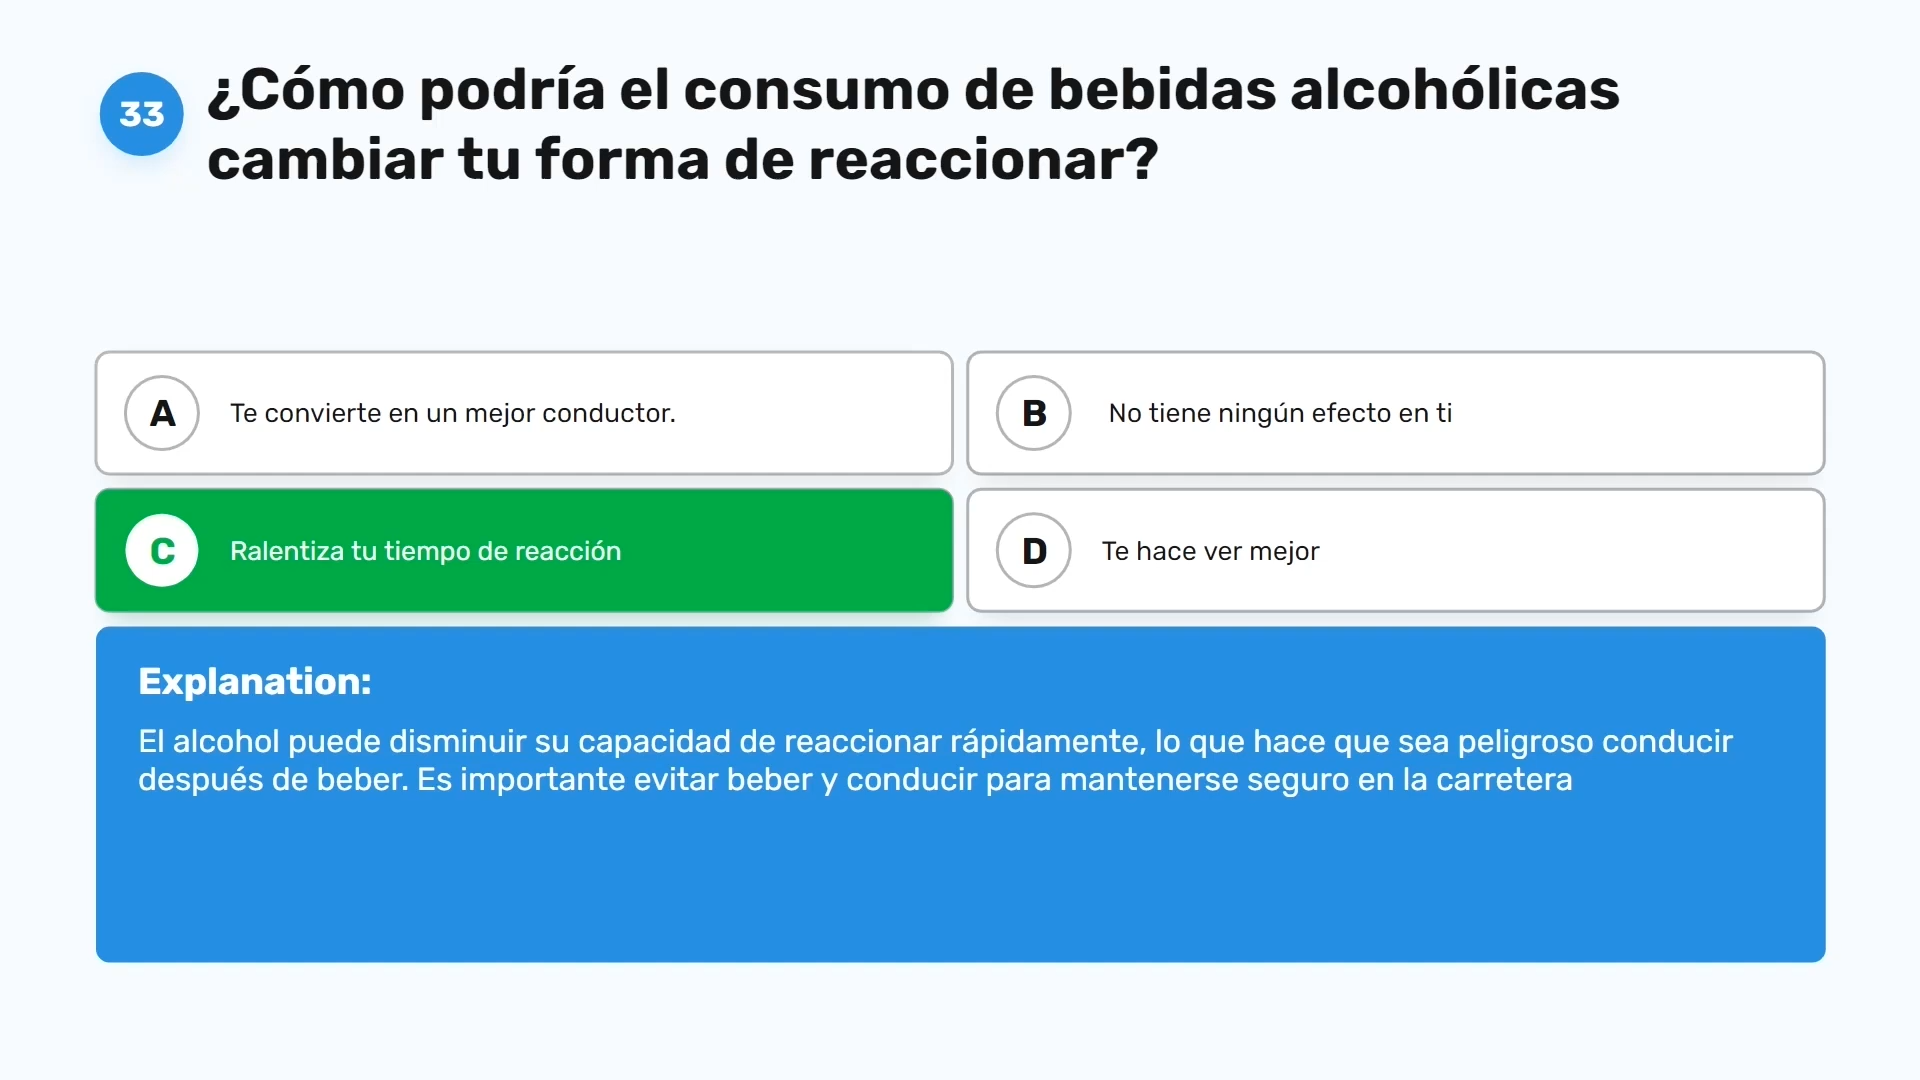 33
¿Cómo podría el consumo de bebidas alcohólicas
cambiar tu forma de reaccionar?
A Te convierte en un mejor conductor.
B No tiene ningún efecto en ti
C Ralentiza tu tiempo de reacción
D Te hace ver mejor
Explanation:
El alcohol puede disminuir su capacidad de reaccionar rápidamente, lo que hace que sea peligroso conducir
después de beber. Es importante evitar beber y conducir para mantenerse seguro en la carretera